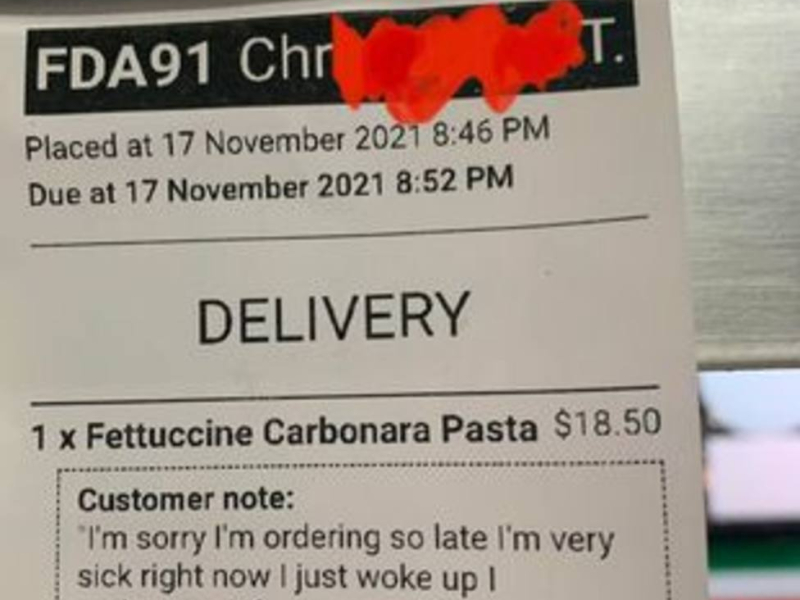 FDA91 Chr T.
Placed at 17 November 2021 8:46 PM
Due at 17 November 2021 8:52 PM
DELIVERY
1 x Fettuccine Carbonara Pasta $18.50
Customer note:
"I'm sorry I'm ordering so late I'm very
sick right now I just woke up I